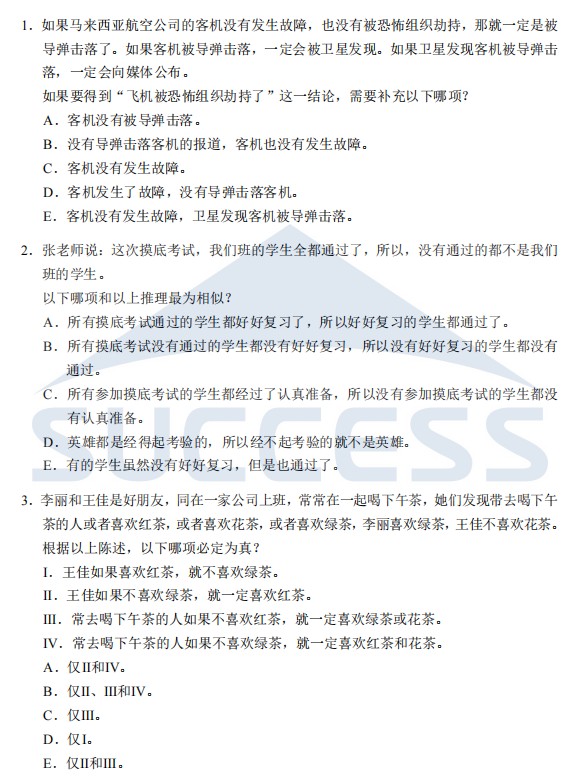 1．如果马来西亚航空公司的客机没有发生故障，也没有被恐怖组织劫持，那就一定是被
导弹击落了。如果客机被导弹击落，一定会被卫星发现。如果卫星发现客机被导弹击
落，一定会向媒体公布。
如果要得到“飞机被恐怖组织劫持了”这一结论，需要补充以下哪项？
A．客机没有被导弹击落。
B．没有导弹击落客机的报道，客机也没有发生故障。
C．客机没有发生故障。
D．客机发生了故障，没有导弹击落客机。
E．客机没有发生故障，卫星发现客机被导弹击落。
2．张老师说：这次摸底考试，我们班的学生全都通过了，所以，没有通过的都不是我们
班的学生。
以下哪项和以上推理最为相似？
A．所有摸底考试通过的学生都好好复习了，所以好好复习的学生都通过了。
B．所有摸底考试没有通过的学生都没有好好复习，所以没有好好复习的学生都没有
通过。
C．所有参加摸底考试的学生都经过了认真准备，所以没有参加摸底考试的学生都没
有认真准备。
D．英雄都是经得起考验的，所以经不起考验的就不是英雄。
E．有的学生虽然没有好好复习，但是也通过了。
SUCCESS
3．李丽和王佳是好朋友，同在一家公司上班，常常在一起喝下午茶，她们发现带去喝下午
茶的人或者喜欢红茶，或者喜欢花茶，或者喜欢绿茶，李丽喜欢绿茶，王佳不喜欢花茶。
根据以上陈述，以下哪项必定为真？
Ⅰ．王佳如果喜欢红茶，就不喜欢绿茶。
Ⅱ．王佳如果不喜欢绿茶，就一定喜欢红茶。
Ⅲ．常去喝下午茶的人如果不喜欢红茶，就一定喜欢绿茶或花茶。
Ⅳ．常去喝下午茶的人如果不喜欢绿茶，就一定喜欢红茶和花茶。
A．仅Ⅱ和Ⅳ。
B．仅Ⅱ、Ⅲ和Ⅳ。
C．仅Ⅲ。
D．仅Ⅰ。
E．仅Ⅱ和Ⅲ。